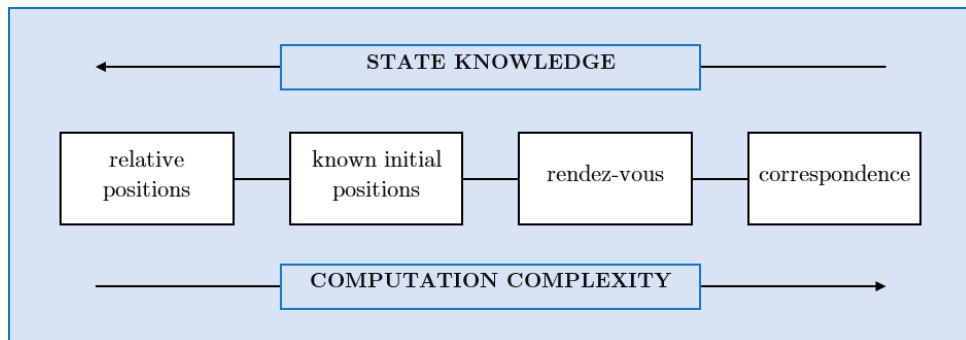 STATE KNOWLEDGE
relative
positions
known initial
positions
rendez-vous
correspondence
COMPUTATION COMPLEXITY